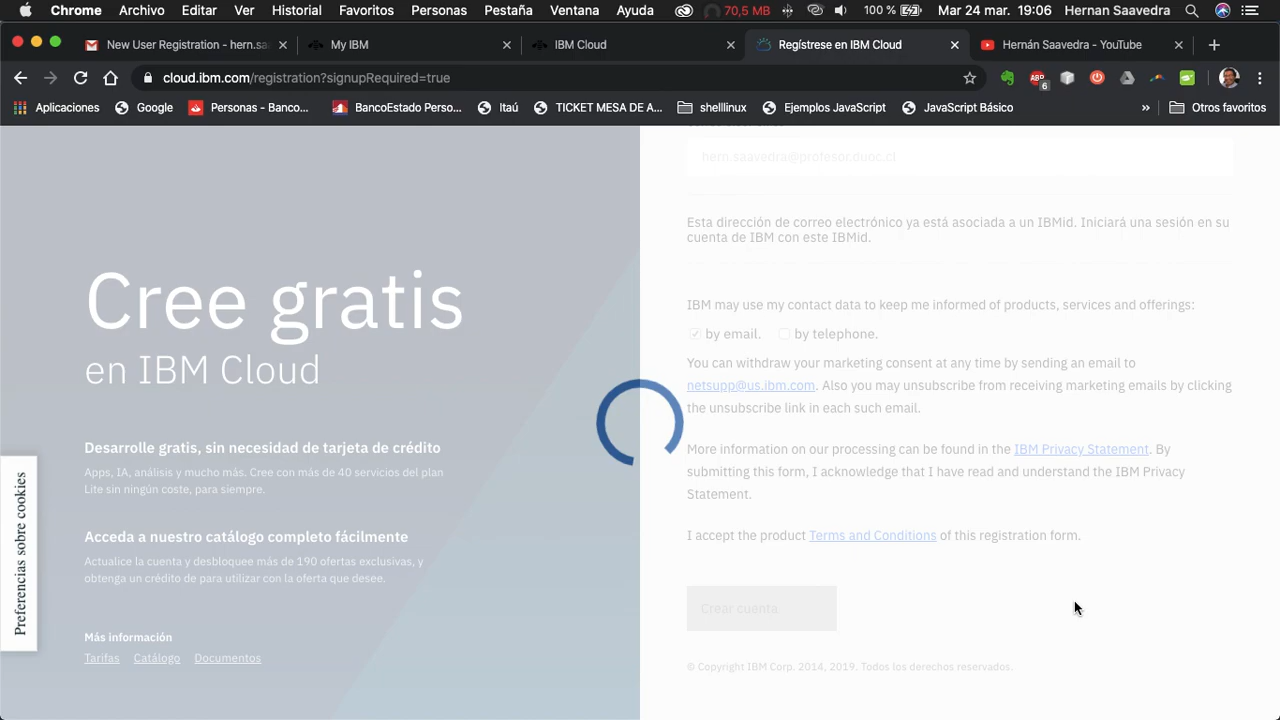 Chrome Archivo Editar Ver Historial Favoritos Personas Pestaña Ventana Ayuda 70,5 MB 100 % Mar 24 mar. 19:06 Hernan Saavedra
New User Registration - hern.sa My IBM IBM Cloud Regístrese en IBM Cloud Hernán Saavedra - YouTube
cloud.ibm.com/registration?signupRequired=true ABP 6
Aplicaciones Google Personas - Banco... BancoEstado Perso... Itaú TICKET MESA DE A... shelllinux Ejemplos JavaScript JavaScript Básico » Otros favoritos
hern.saavedra@profesor.duoc.cl
Esta dirección de correo electrónico ya está asociada a un IBMid. Iniciará una sesión en su
cuenta de IBM con este IBMid.
IBM may use my contact data to keep me informed of products, services and offerings:
by email. by telephone.
You can withdraw your marketing consent at any time by sending an email to
netsupp@us.ibm.com. Also you may unsubscribe from receiving marketing emails by clicking
the unsubscribe link in each such email.
More information on our processing can be found in the IBM Privacy Statement. By
submitting this form, I acknowledge that I have read and understand the IBM Privacy
Statement.
I accept the product Terms and Conditions of this registration form.
Crear cuenta
© Copyright IBM Corp. 2014, 2019. Todos los derechos reservados.
Cree gratis
en IBM Cloud
Desarrolle gratis, sin necesidad de tarjeta de crédito
Apps, IA, análisis y mucho más. Cree con más de 40 servicios del plan
Lite sin ningún coste, para siempre.
Acceda a nuestro catálogo completo fácilmente
Actualice la cuenta y desbloquee más de 190 ofertas exclusivas, y
obtenga un crédito de para utilizar con la oferta que desee.
Más información
Tarifas Catálogo Documentos
Preferencias sobre cookies